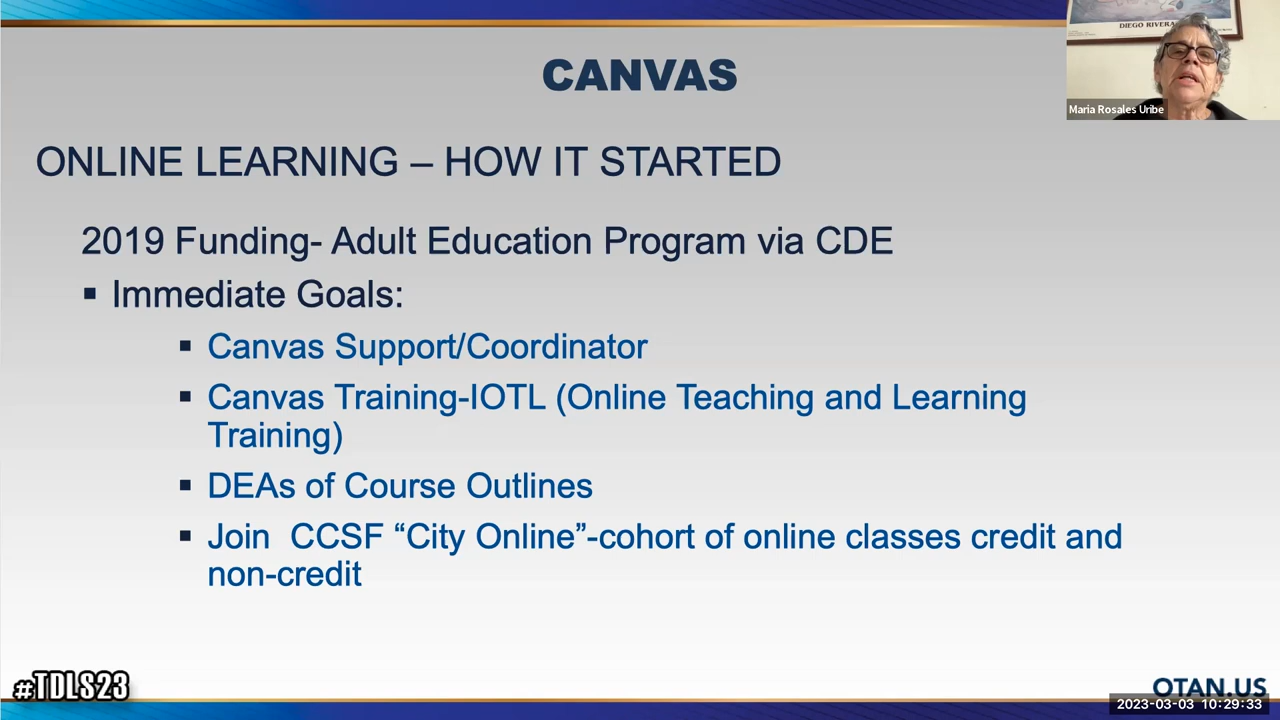 CANVAS
DIEGO RIVERA
Maria Rosales Uribe
ONLINE LEARNING – HOW IT STARTED
2019 Funding- Adult Education Program via CDE
▪ Immediate Goals:
▪ Canvas Support/Coordinator
▪ Canvas Training-IOTL (Online Teaching and Learning
Training)
▪ DEAs of Course Outlines
▪ Join CCSF “City Online”-cohort of online classes credit and
non-credit
#TDLS23
OTAN.US
2023-03-03 10:29:33